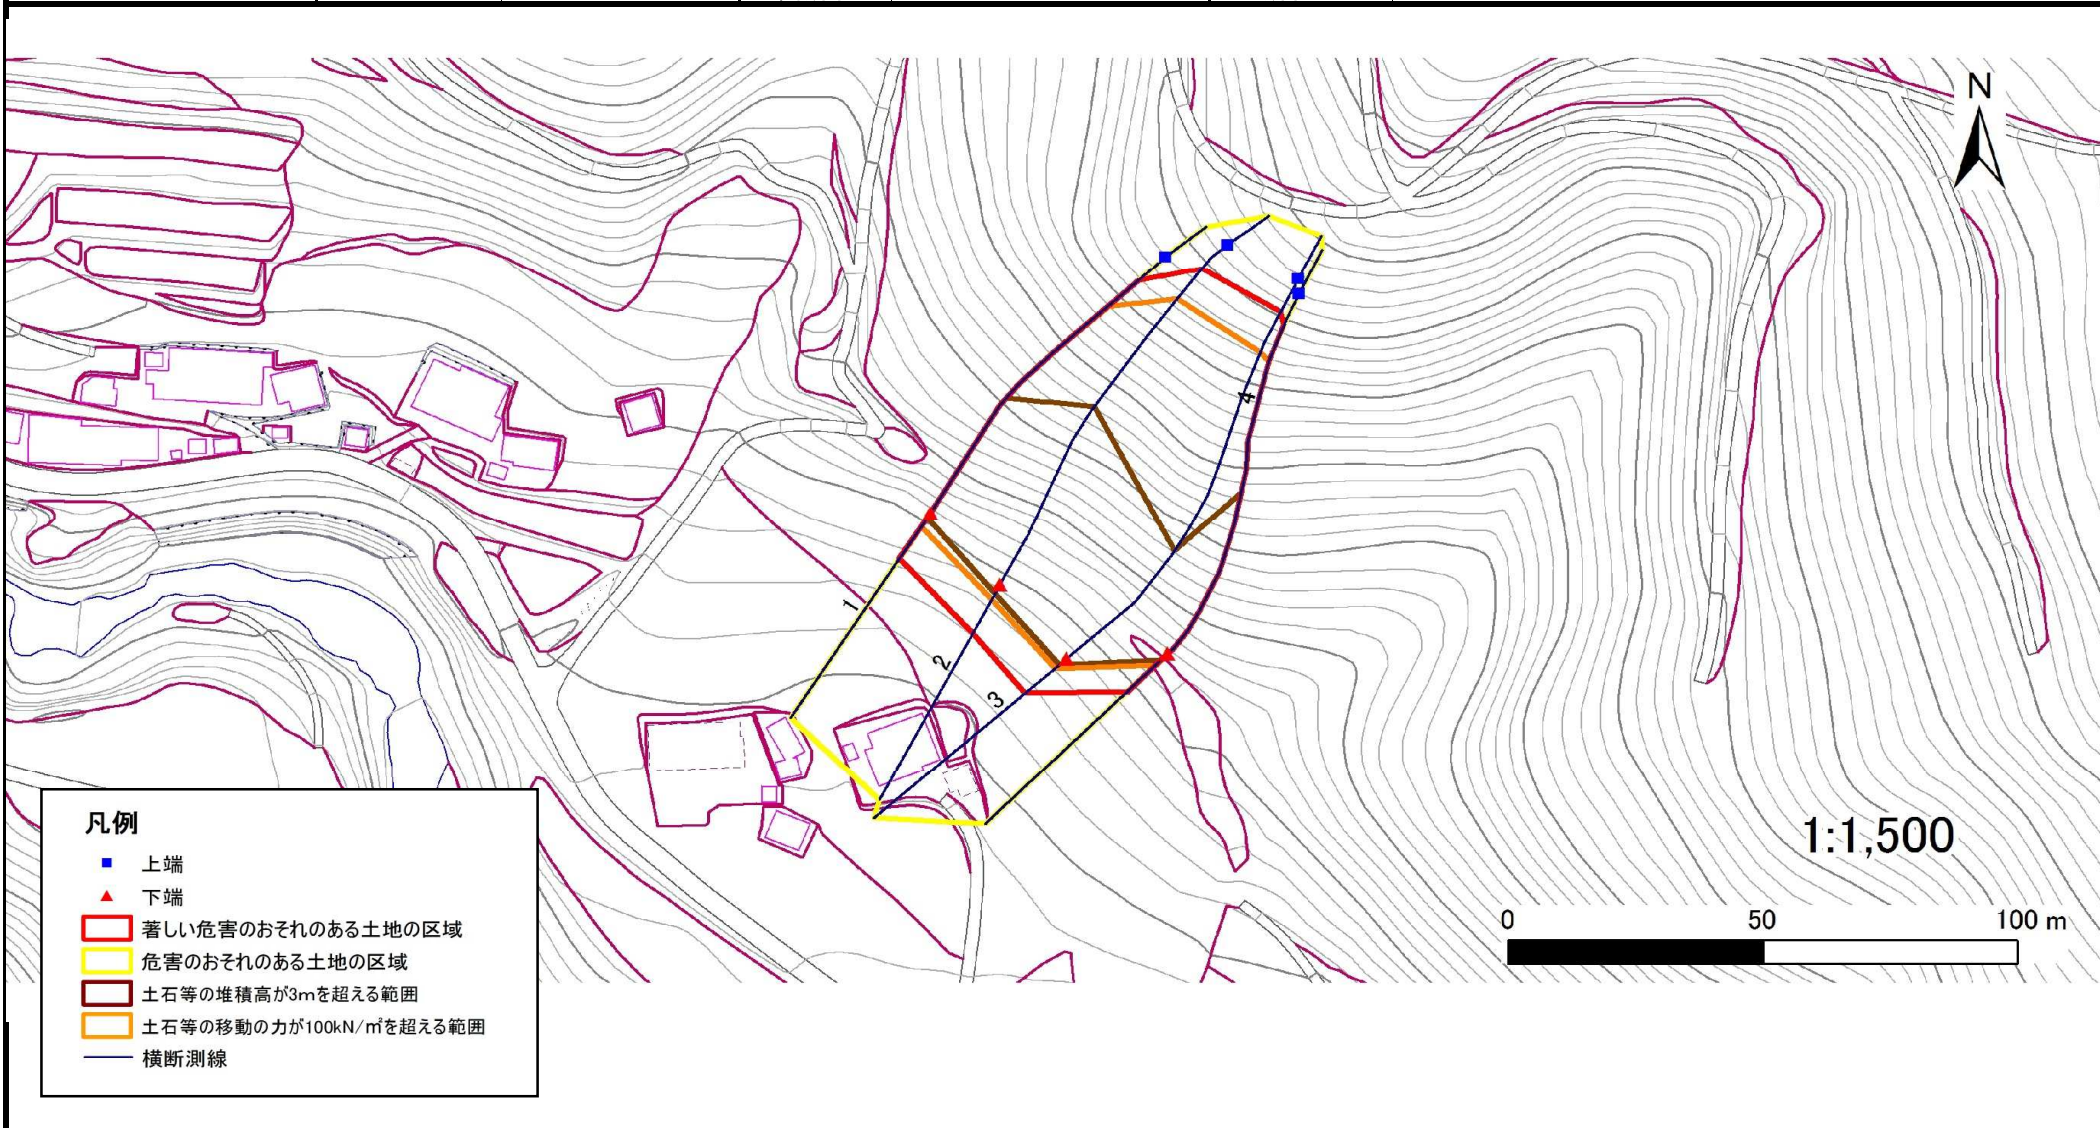 N
4
1
2
3
1:1,500
0 50 100 m
凡例
上端
下端
著しい危害のおそれのある土地の区域
危害のおそれのある土地の区域
土石等の堆積高が3mを超える範囲
土石等の移動の力が100kN/㎡を超える範囲
横断測線